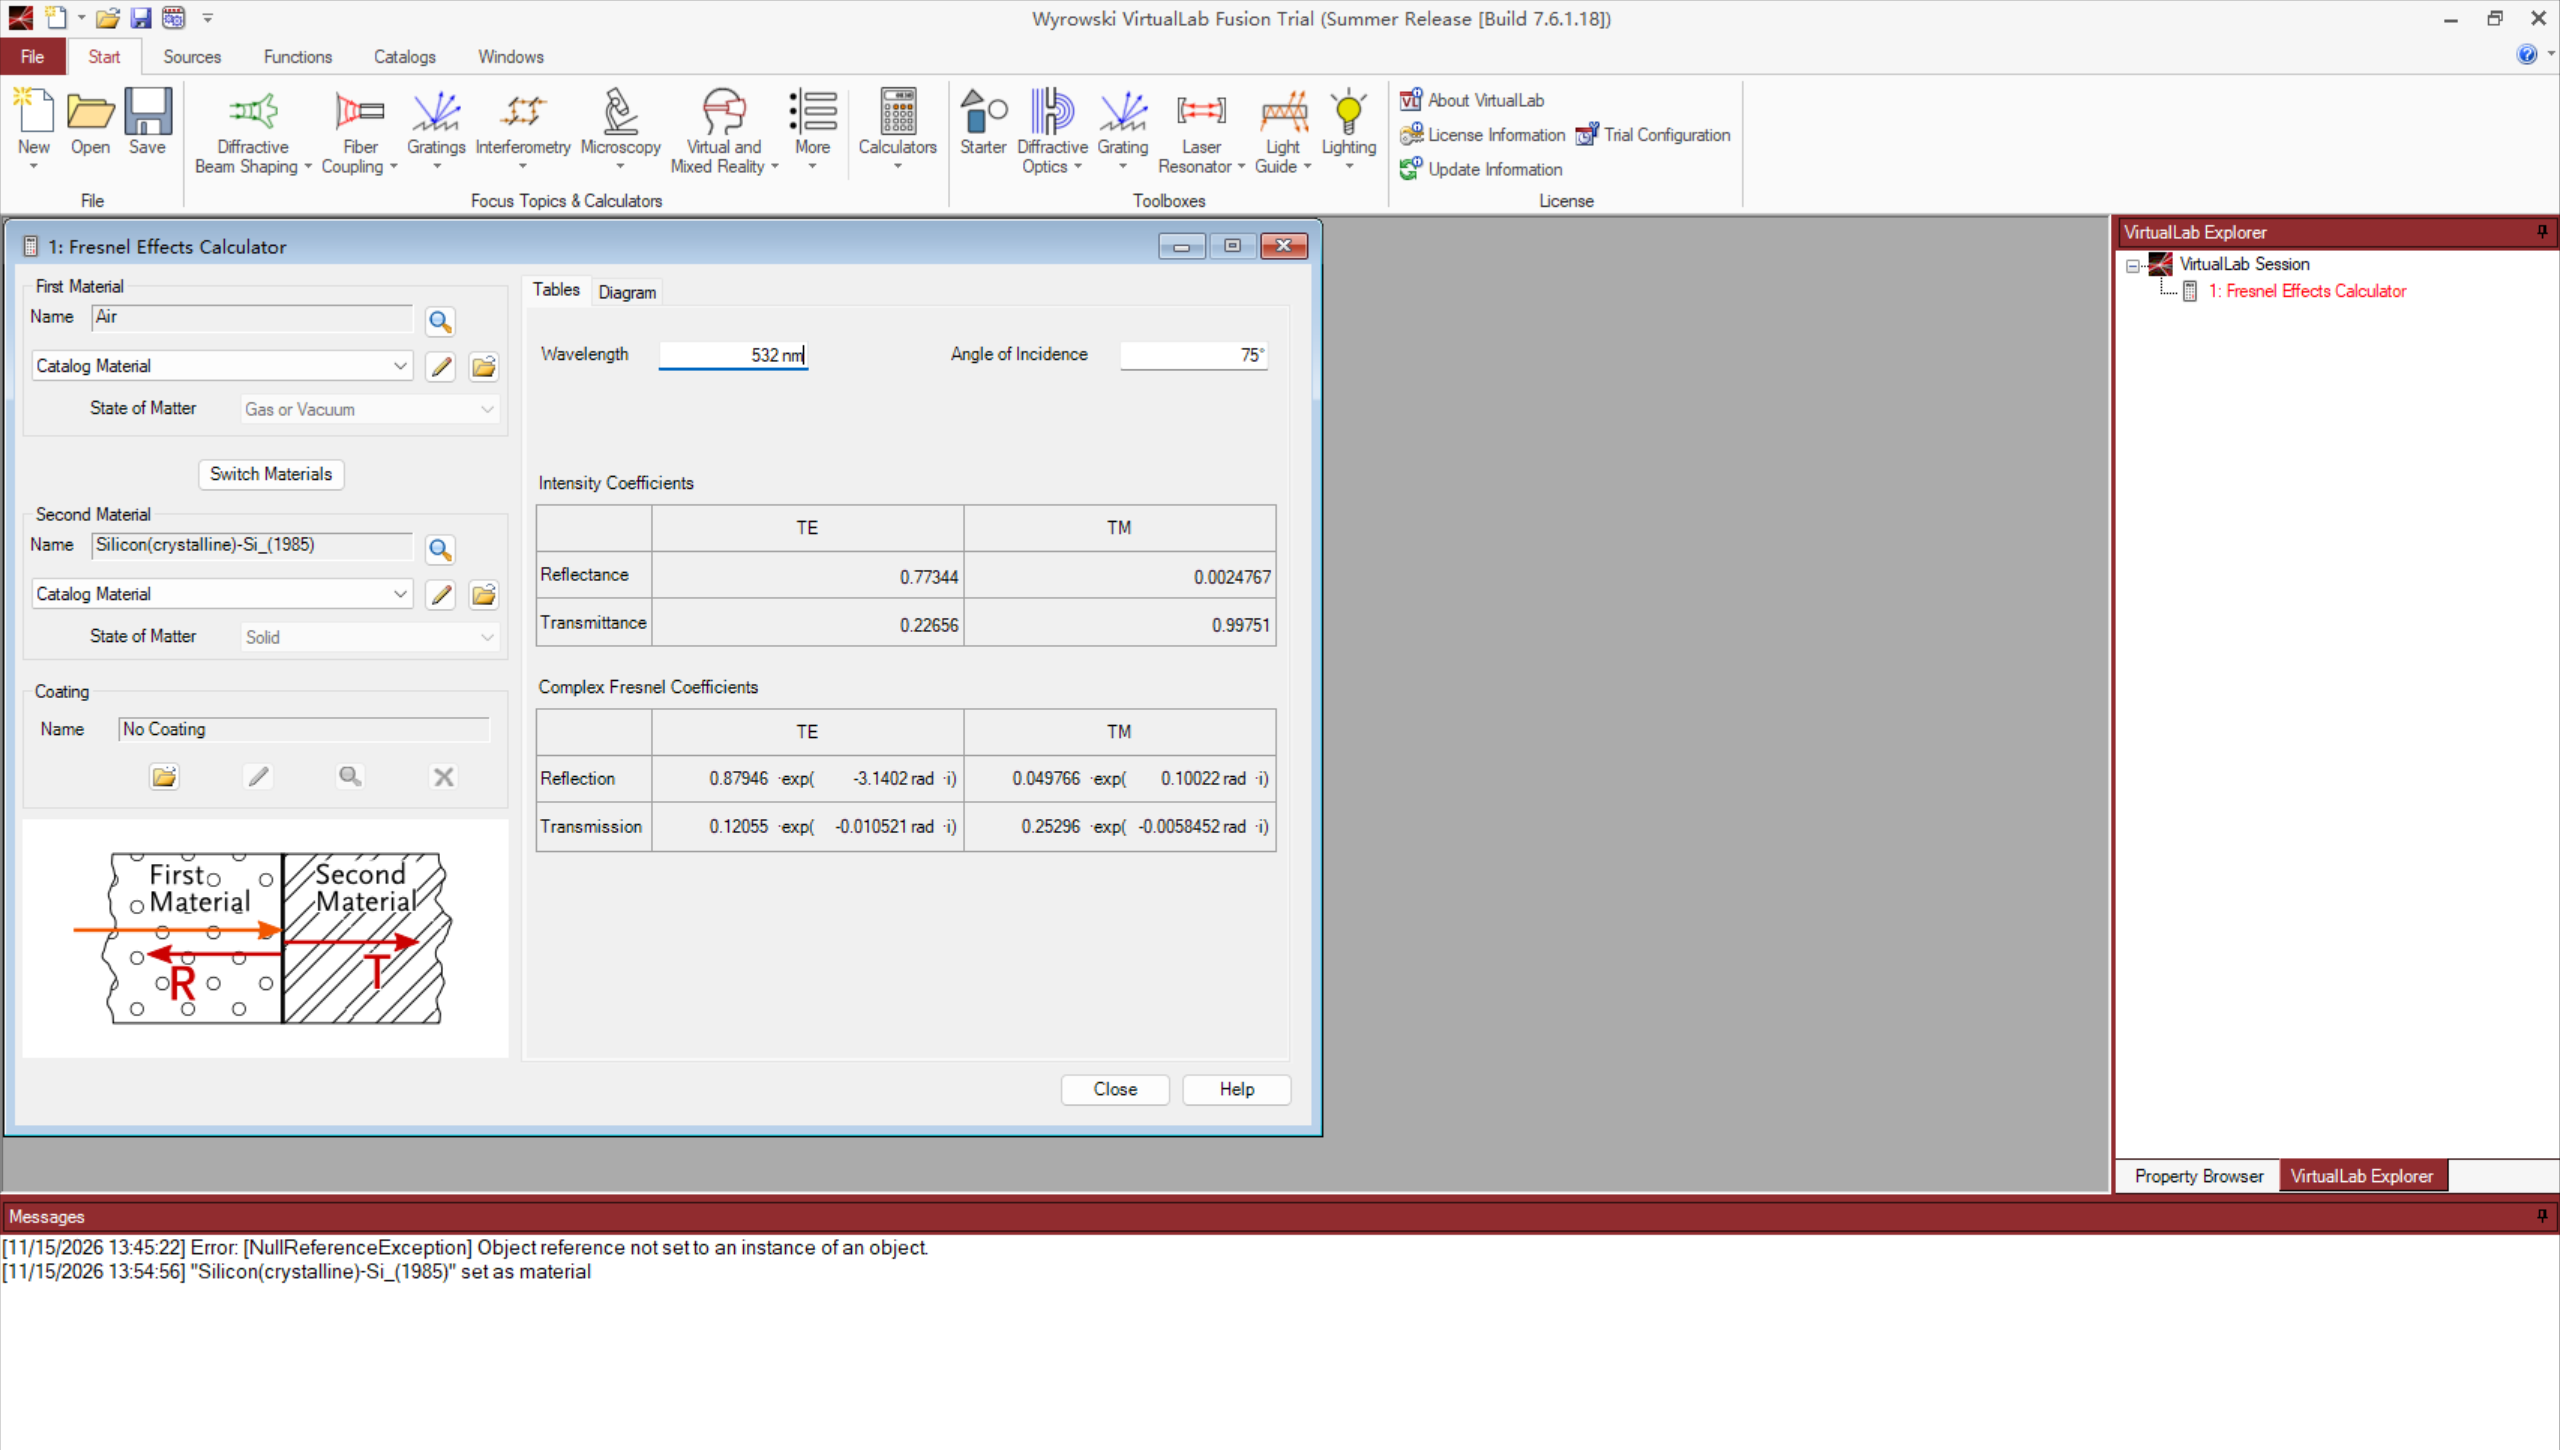 Wyrowski VirtualLab Fusion Trial (Summer Release [Build 7.6.1.18])
File Start Sources Functions Catalogs Windows
New Open Save
File
Diffractive Beam Shaping
Fiber Coupling
Gratings
Interferometry
Microscopy
Virtual and Mixed Reality
More
Calculators
Focus Topics & Calculators
Starter
Diffractive Optics
Grating
Laser Resonator
Light Guide
Lighting
Toolboxes
About VirtualLab
License Information Trial Configuration
Update Information
License
1: Fresnel Effects Calculator
First Material
Name Air
Catalog Material
State of Matter Gas or Vacuum
Switch Materials
Second Material
Name Silicon(crystalline)-Si_(1985)
Catalog Material
State of Matter Solid
Coating
Name No Coating
First Material
Second Material
R
T
Tables Diagram
Wavelength 532 nm Angle of Incidence 75°
Intensity Coefficients
TE TM
Reflectance 0.77344 0.0024767
Transmittance 0.22656 0.99751
Complex Fresnel Coefficients
TE TM
Reflection 0.87946 ·exp( -3.1402 rad ·i) 0.049766 ·exp( 0.10022 rad ·i)
Transmission 0.12055 ·exp( -0.010521 rad ·i) 0.25296 ·exp( -0.0058452 rad ·i)
Close Help
VirtualLab Explorer
VirtualLab Session
1: Fresnel Effects Calculator
Property Browser VirtualLab Explorer
Messages
[11/15/2026 13:45:22] Error: [NullReferenceException] Object reference not set to an instance of an object.
[11/15/2026 13:54:56] "Silicon(crystalline)-Si_(1985)" set as material